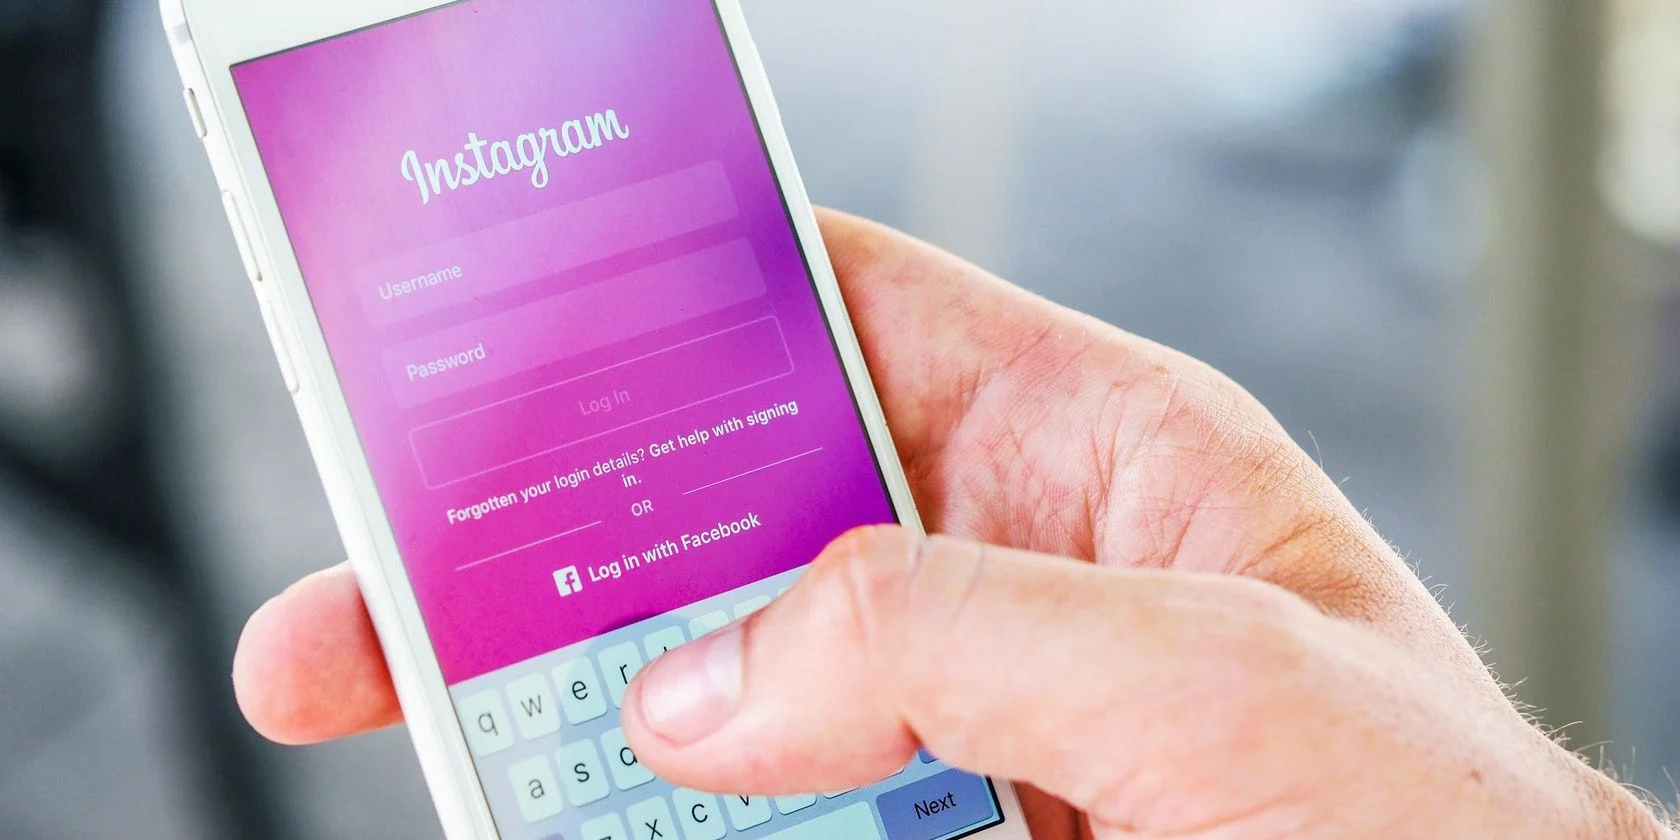 Instagram
Username
Password
Log In
Forgotten your login details? Get help with signing
in.
OR
Log in with Facebook
q w e r
a s d
x c v
Next